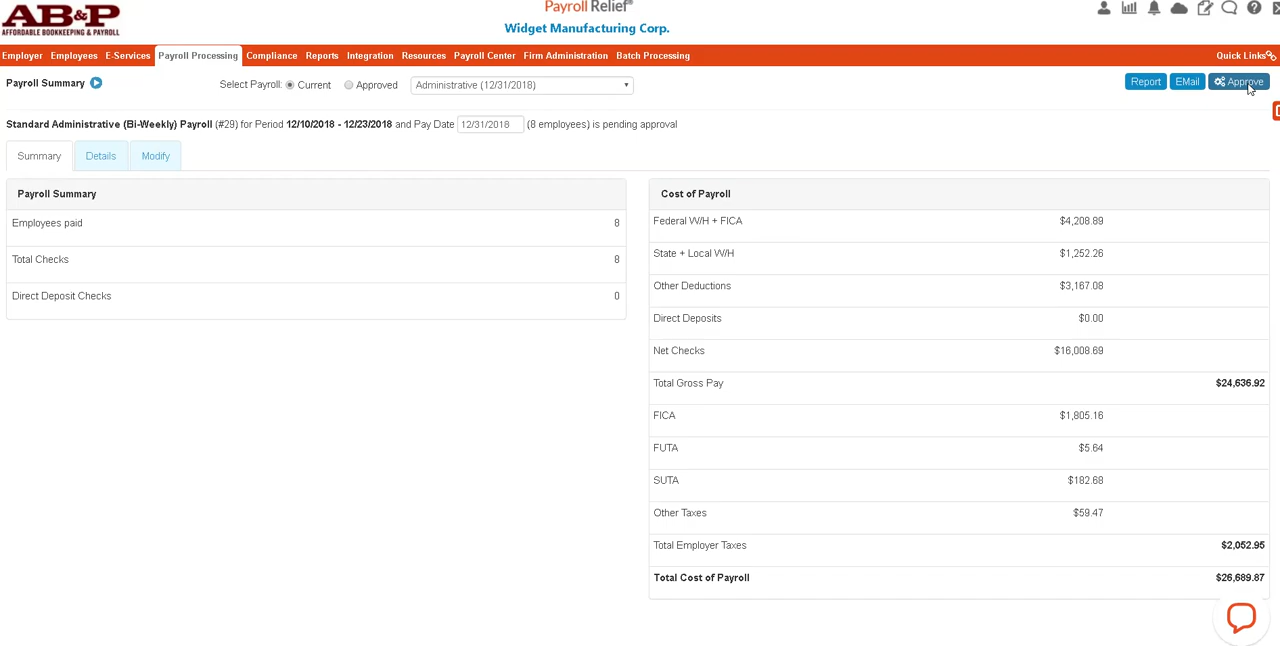 AB&P
AFFORDABLE BOOKKEEPING & PAYROLL
Payroll Relief®
Widget Manufacturing Corp.
Employer Employees E-Services Payroll Processing Compliance Reports Integration Resources Payroll Center Firm Administration Batch Processing Quick Links
Payroll Summary Select Payroll: Current Approved Administrative (12/31/2018) Report EMail Approve
Standard Administrative (Bi-Weekly) Payroll (#29) for Period 12/10/2018 - 12/23/2018 and Pay Date 12/31/2018 (8 employees) is pending approval
Summary Details Modify
Payroll Summary
Employees paid 8
Total Checks 8
Direct Deposit Checks 0
Cost of Payroll
Federal W/H + FICA $4,208.89
State + Local W/H $1,252.26
Other Deductions $3,167.08
Direct Deposits $0.00
Net Checks $16,008.69
Total Gross Pay $24,636.92
FICA $1,805.16
FUTA $5.64
SUTA $182.68
Other Taxes $59.47
Total Employer Taxes $2,052.95
Total Cost of Payroll $26,689.87